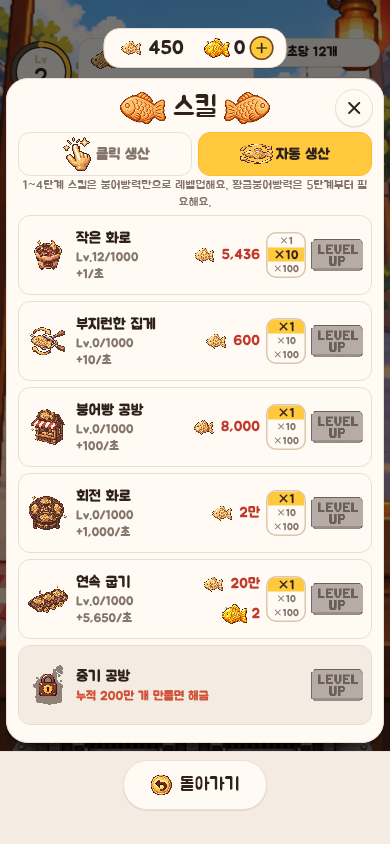 450
0
초당 12개
Lv
2
스킬
클릭 생산
자동 생산
1~4단계 스킬은 붕어빵력만으로 레벨업해요. 황금붕어빵력은 5단계부터 필
요해요.
작은 화로
Lv.12/1000
+1/초
5,436
×1
×10
×100
LEVEL
UP
부지런한 집게
Lv.0/1000
+10/초
600
×1
×10
×100
LEVEL
UP
붕어빵 공방
Lv.0/1000
+100/초
8,000
×1
×10
×100
LEVEL
UP
회전 화로
Lv.0/1000
+1,000/초
2만
×1
×10
×100
LEVEL
UP
연속 굽기
Lv.0/1000
+5,650/초
20만
2
×1
×10
×100
LEVEL
UP
증기 공방
누적 200만 개 만들면 해금
LEVEL
UP
돌아가기